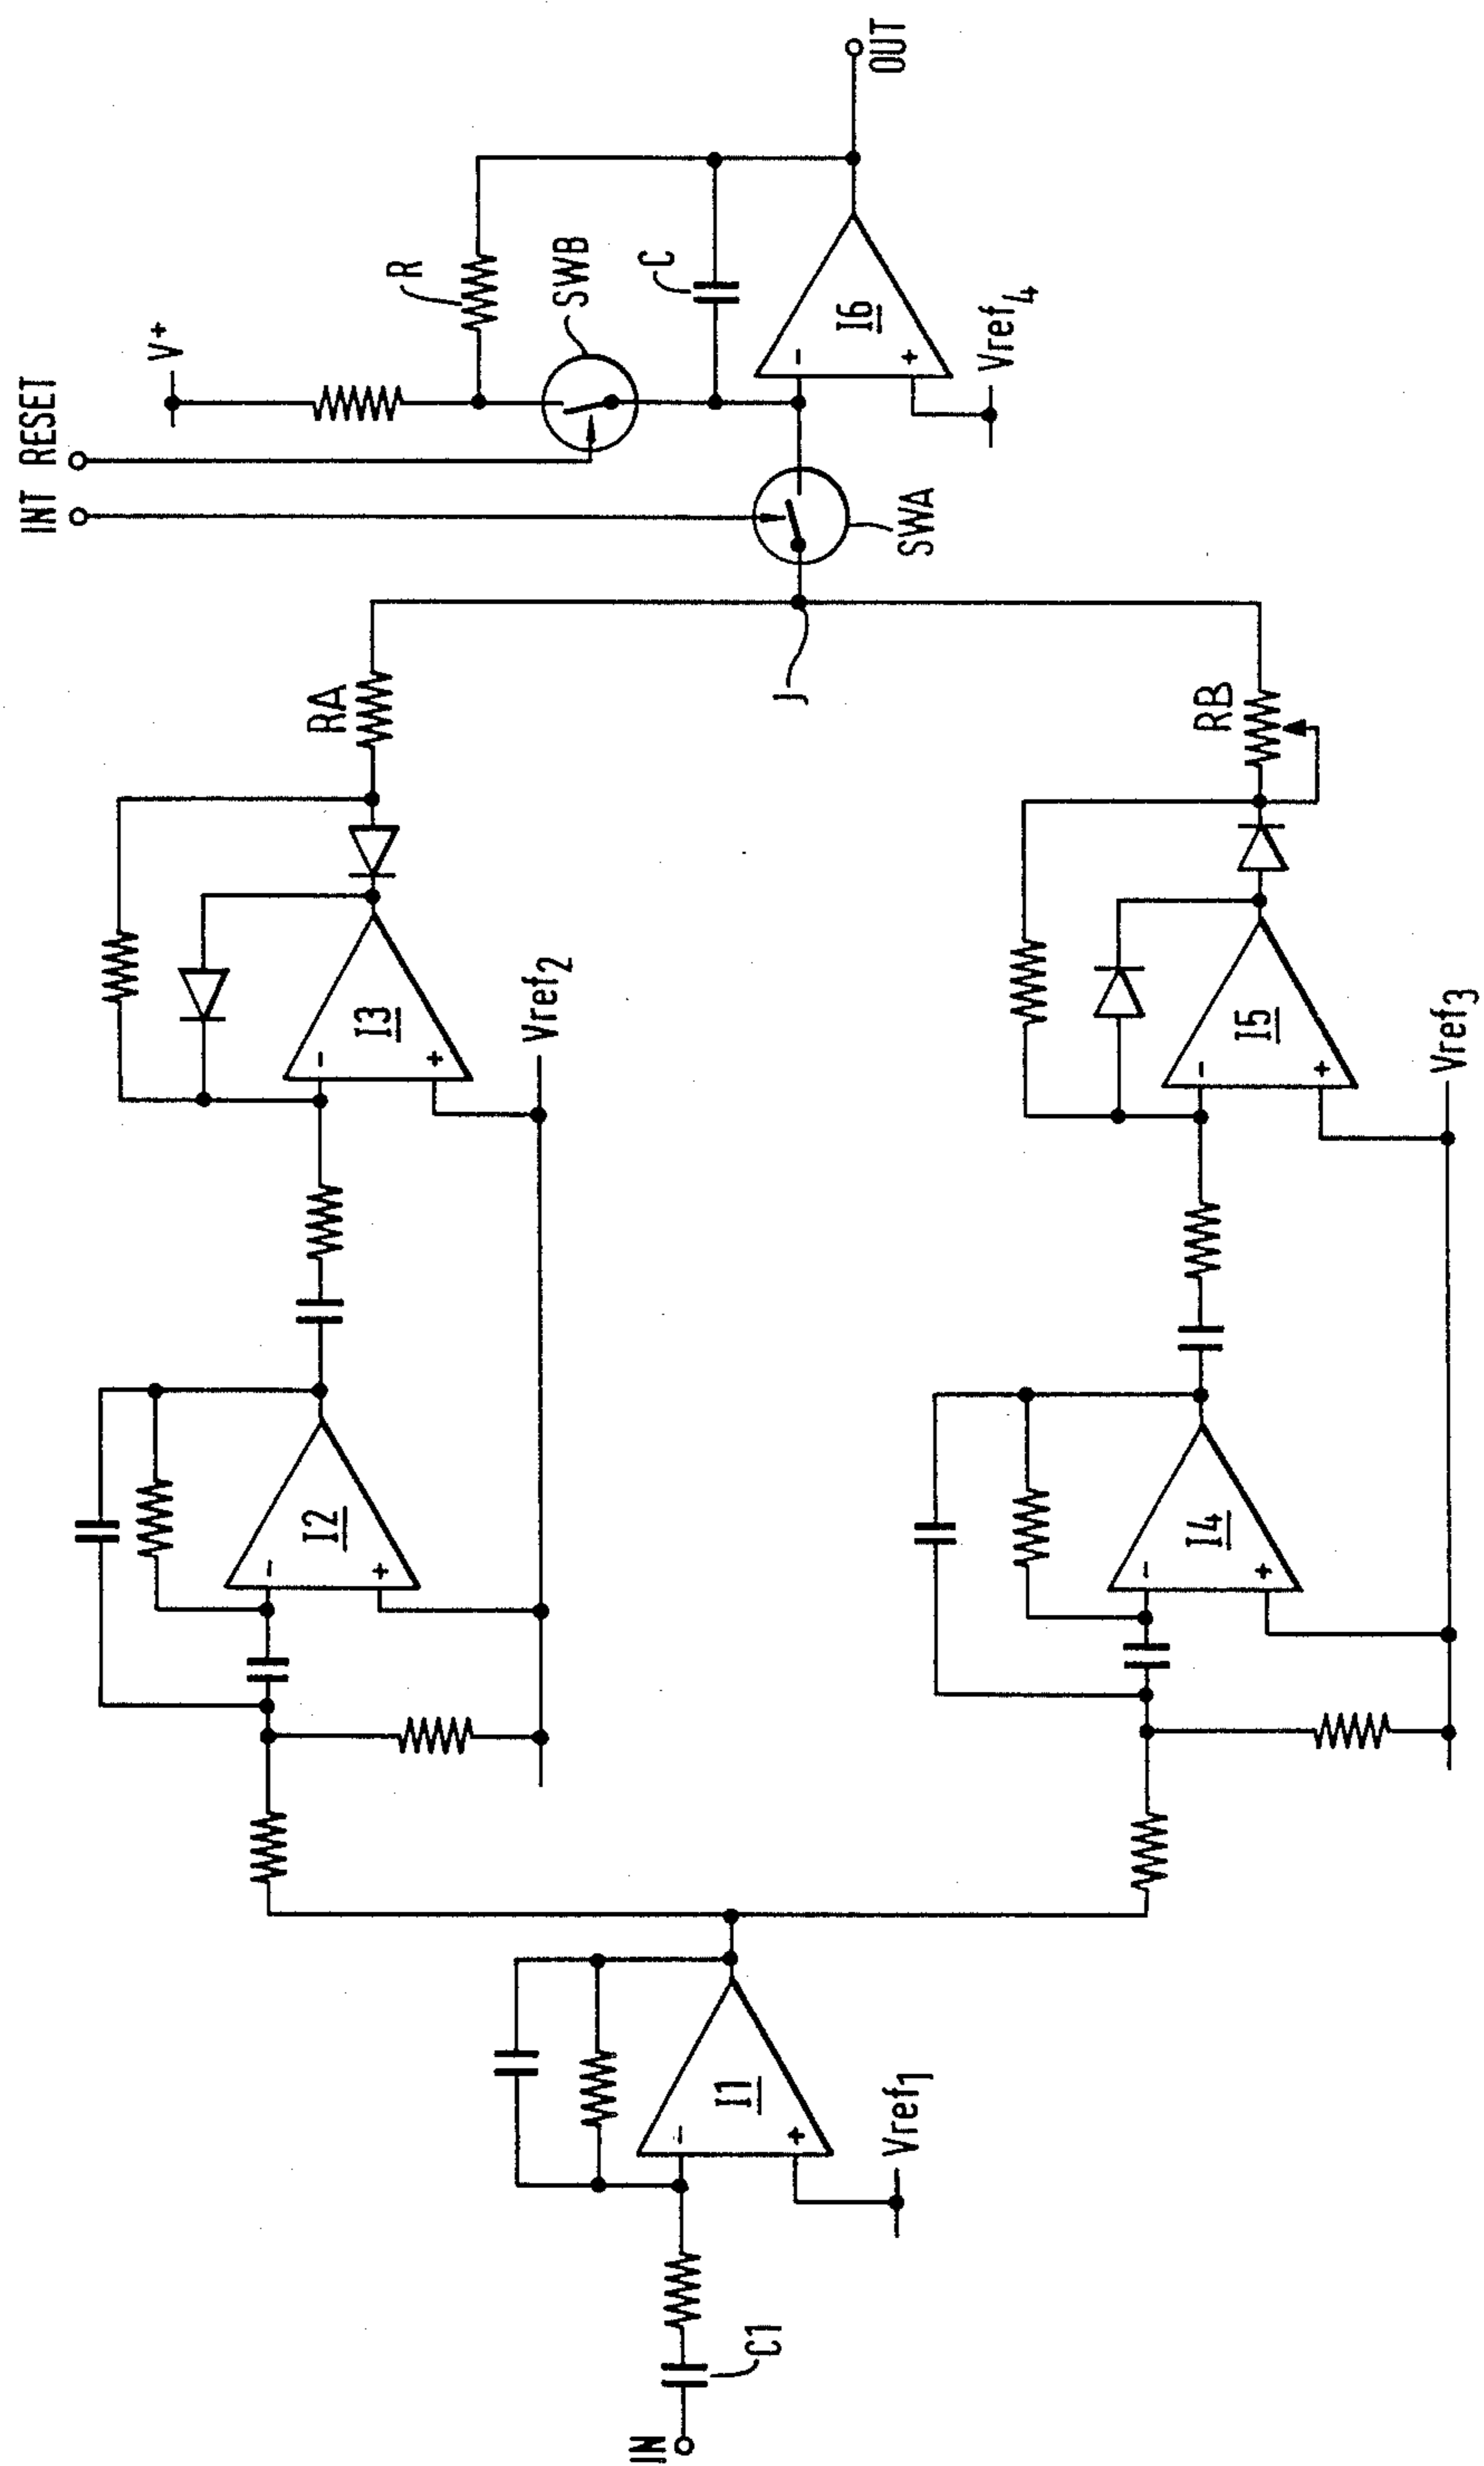 INT RESET
V+
R
SWB
C
I6
OUT
Vref4
SWA
J
RA
RB
I3
Vref2
I5
Vref3
I2
I4
I1
Vref1
C1
IN